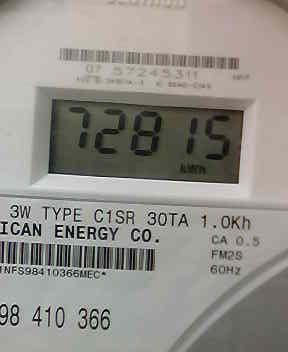 07 57245311
72815
kWh
3W TYPE C1SR 30TA 1.0Kh
ICAN ENERGY CO.
CA 0.5
FM2S
60Hz
1NFS98410366MEC*
98 410 366